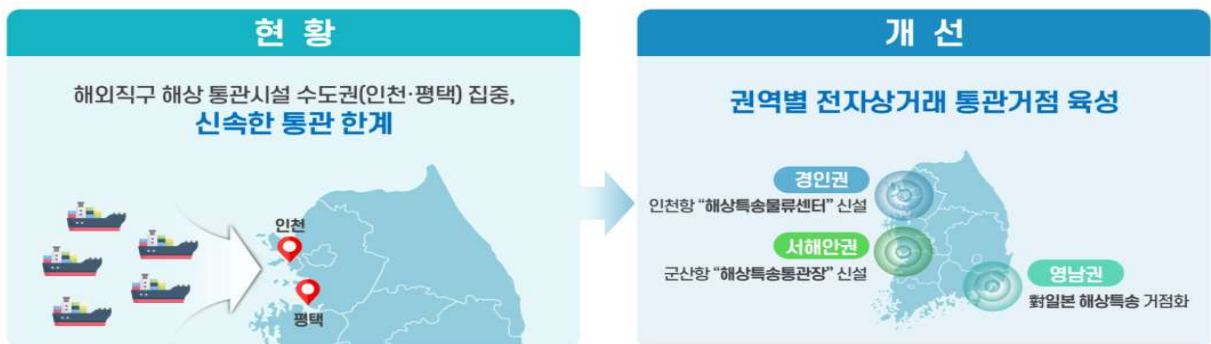 현 황
해외직구 해상 통관시설 수도권(인천·평택) 집중,
신속한 통관 한계
인천
평택
개 선
권역별 전자상거래 통관거점 육성
경인권
인천항 “해상특송물류센터” 신설
서해안권
군산항 “해상특송통관장” 신설
영남권
對일본 해상특송 거점화